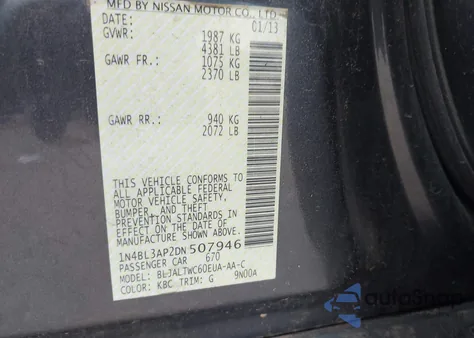 MFD BY NISSAN MOTOR CO., LTD.
DATE: 01/13
GVWR: 1987 KG
4381 LB
GAWR FR.: 1075 KG
2370 LB
GAWR RR.: 940 KG
2072 LB
THIS VEHICLE CONFORMS TO
ALL APPLICABLE FEDERAL
MOTOR VEHICLE SAFETY,
BUMPER, AND THEFT
PREVENTION STANDARDS
IN EFFECT ON THE DATE OF
MANUFACTURE SHOWN ABOVE.
1N4BL3AP2DN507946
PASSENGER CAR 670
MODEL: BLJALTWC60EUA-AA-C
COLOR: KBC TRIM: G 9N00A
AutoSnap